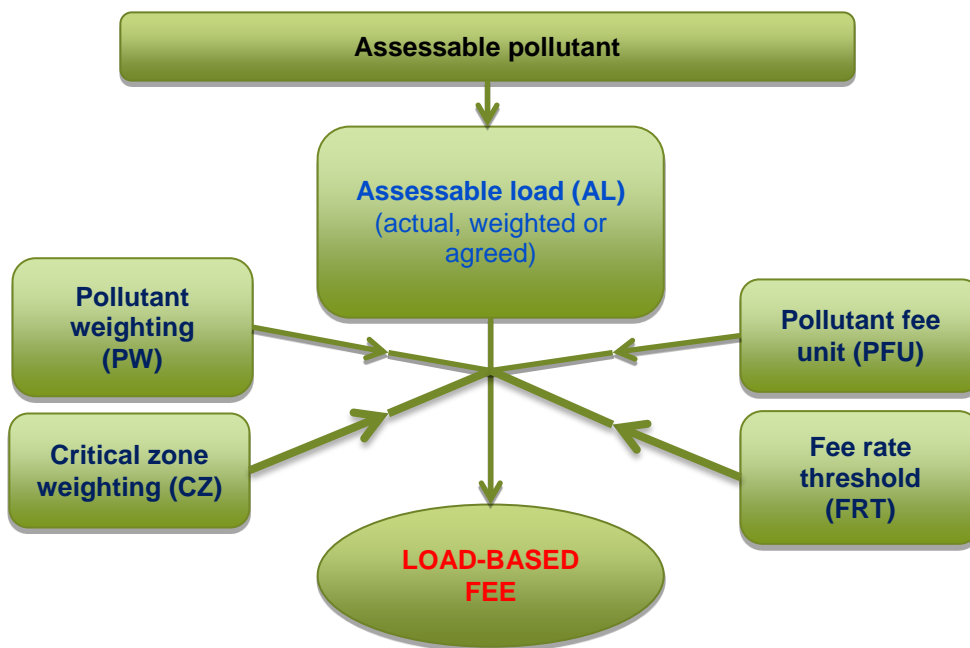 Assessable pollutant
Assessable load (AL)
(actual, weighted or
agreed)
Pollutant
weighting
(PW)
Pollutant fee
unit (PFU)
Critical zone
weighting (CZ)
Fee rate
threshold
(FRT)
LOAD-BASED
FEE